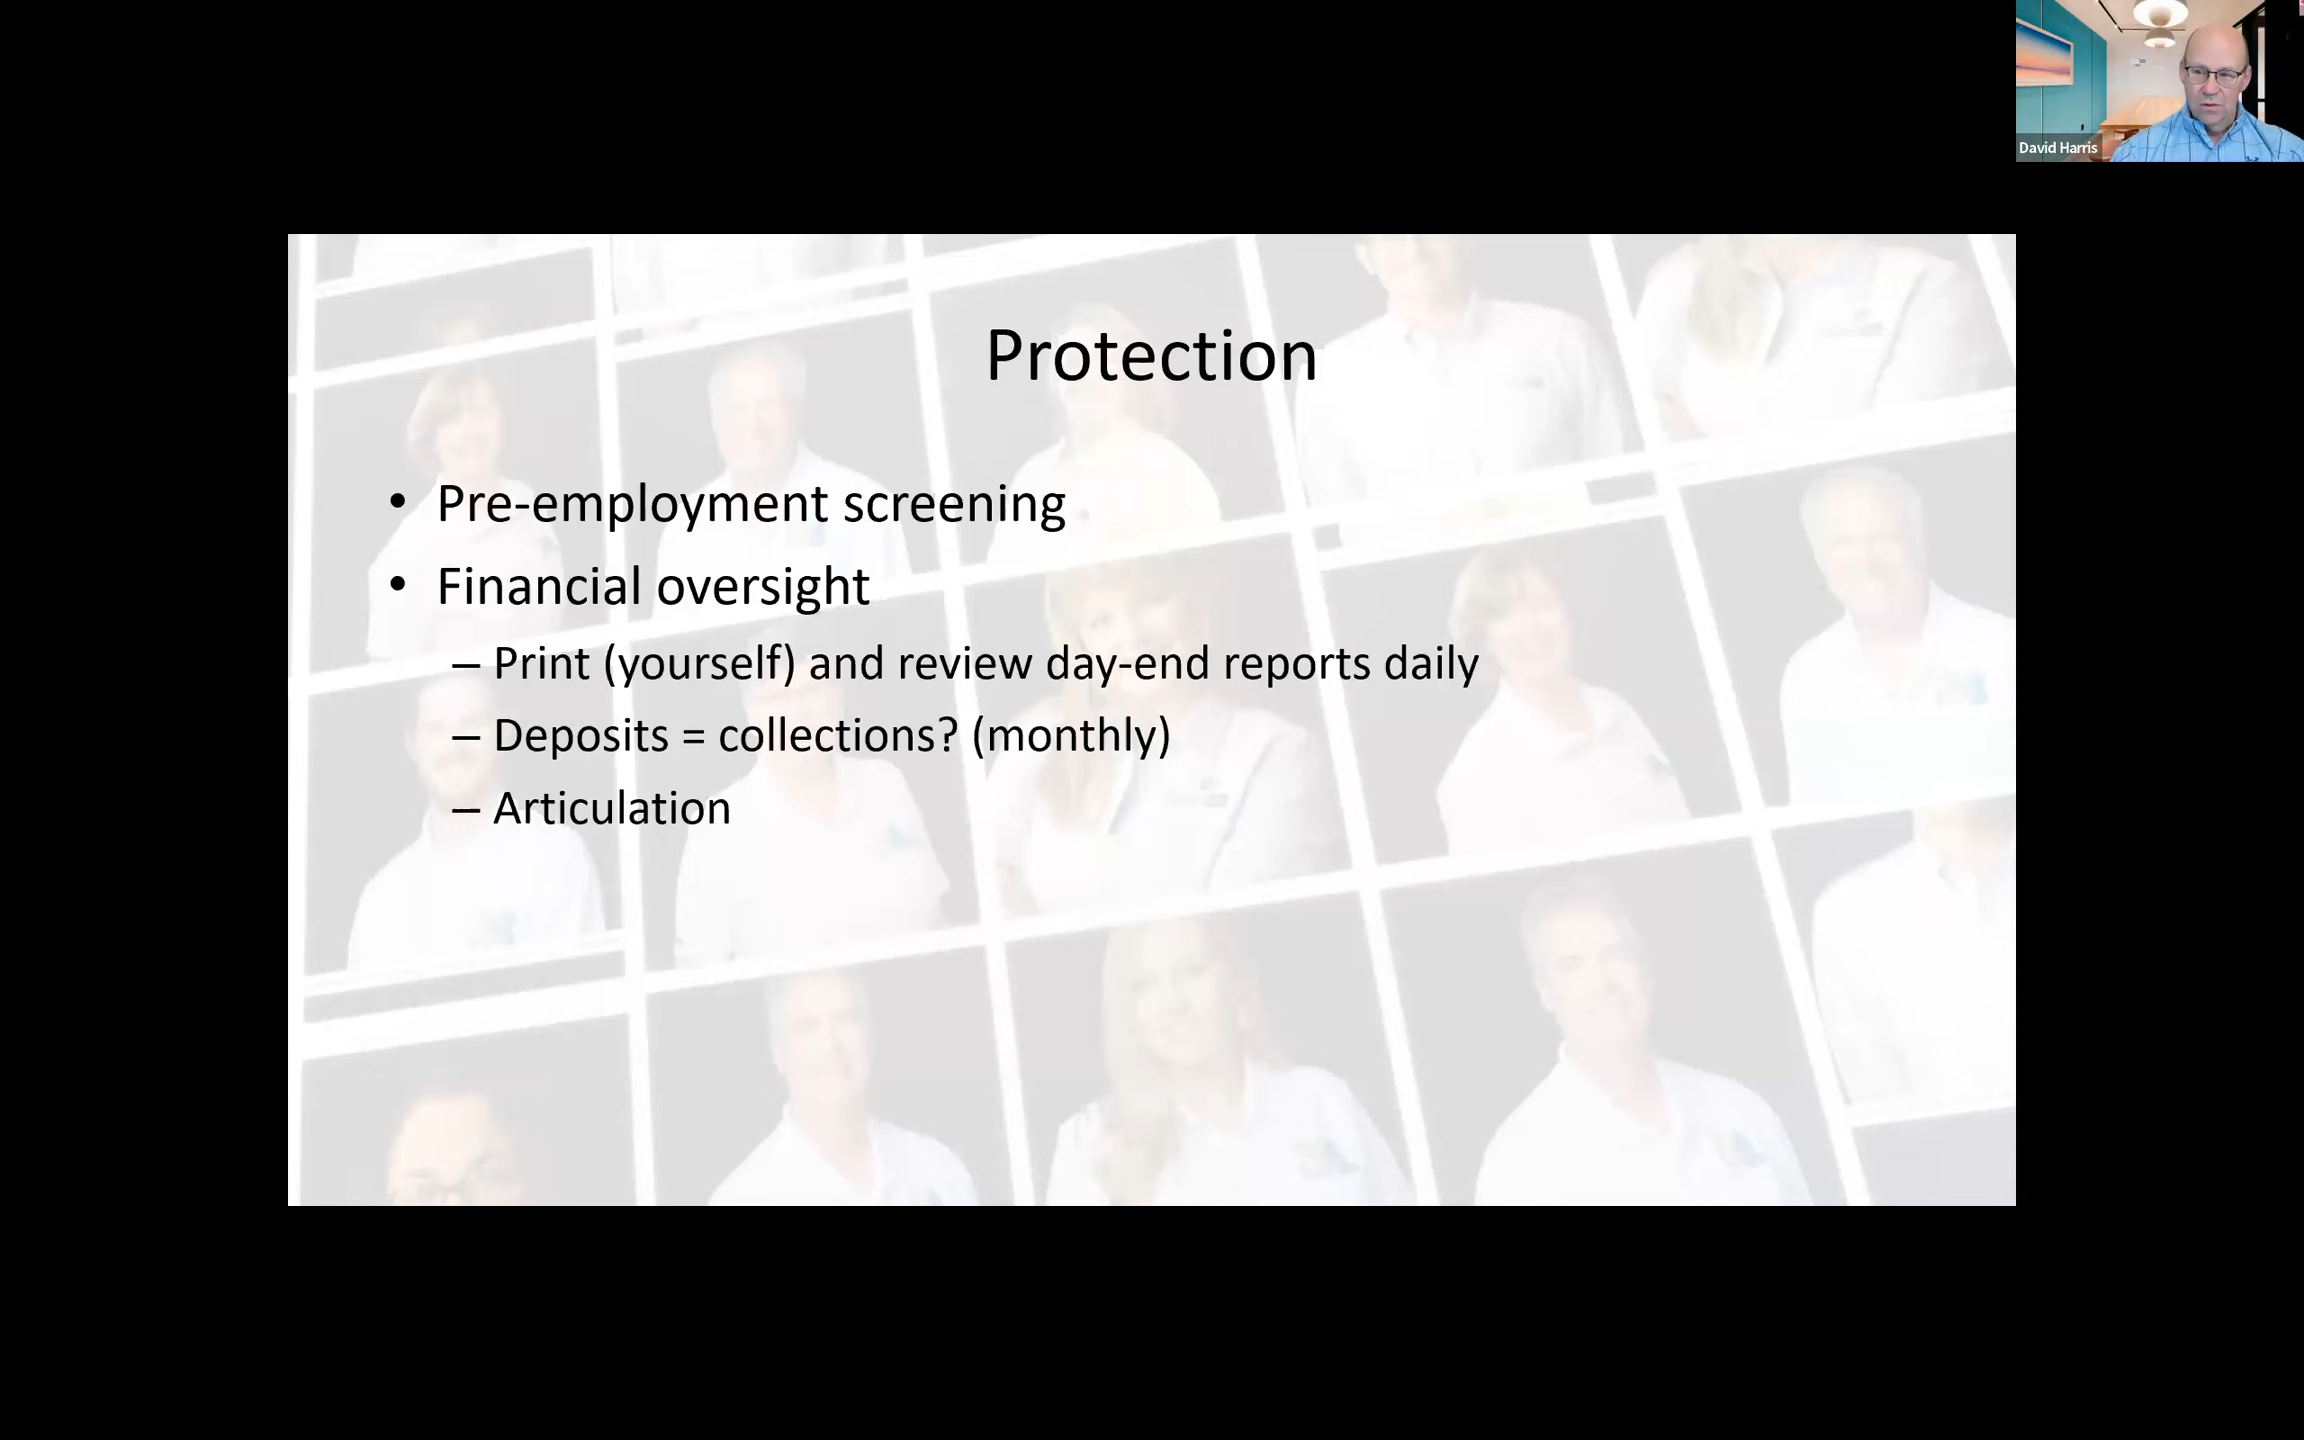 David Harris
Protection
• Pre-employment screening
• Financial oversight
– Print (yourself) and review day-end reports daily
– Deposits = collections? (monthly)
– Articulation